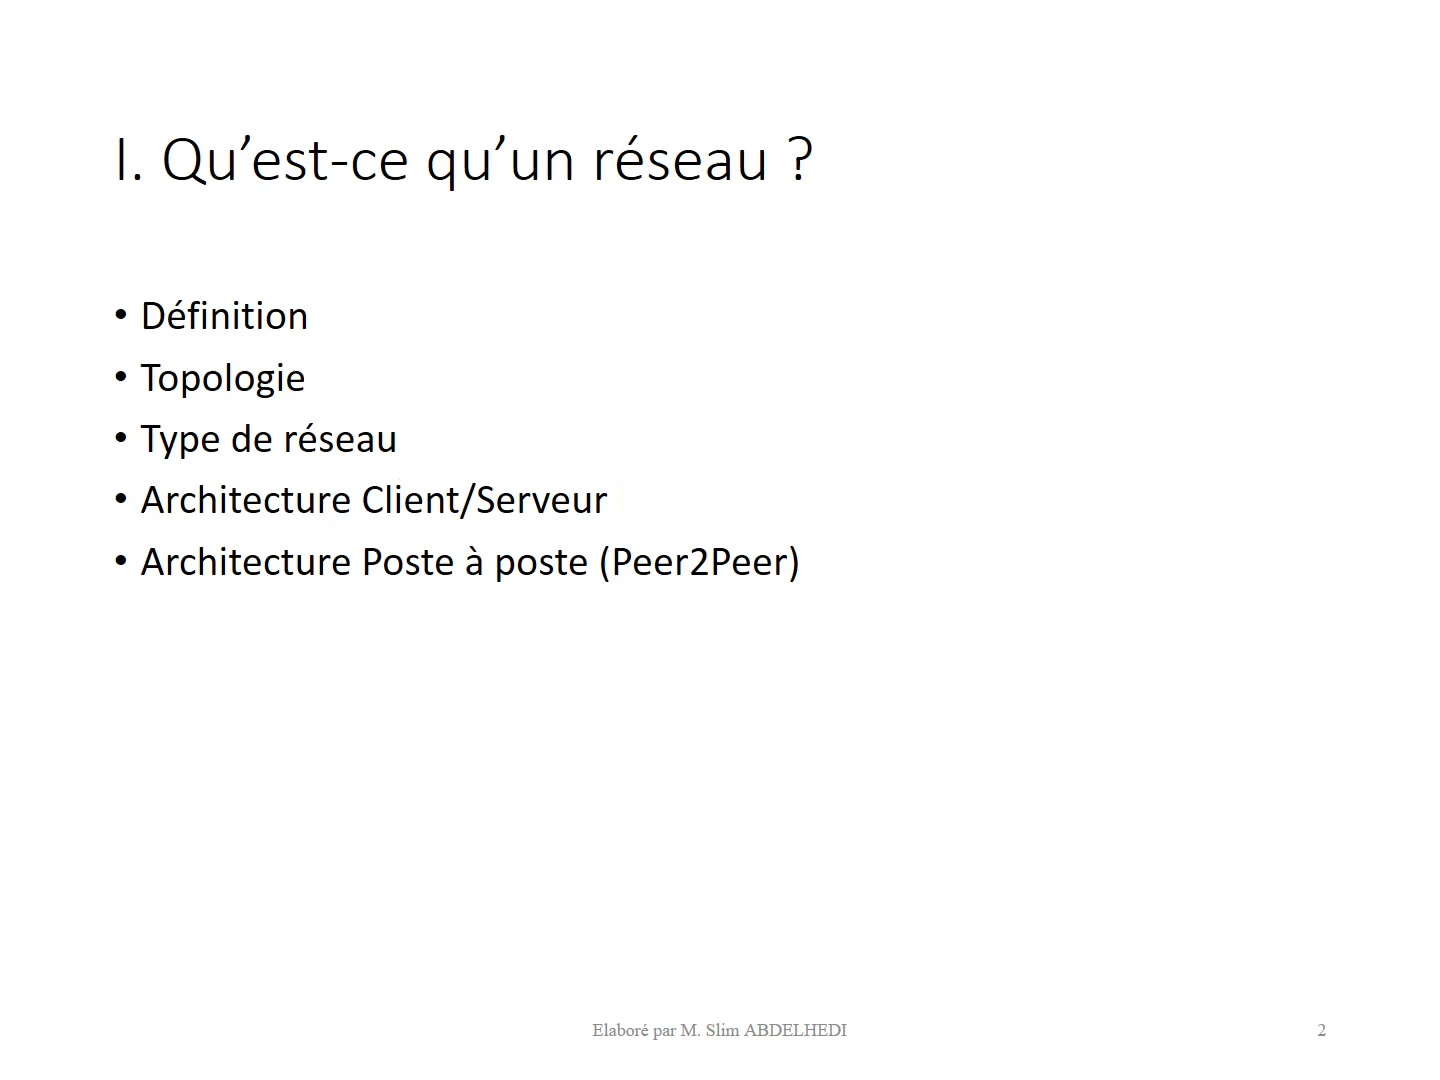 I. Qu’est-ce qu’un réseau ?
• Définition
• Topologie
• Type de réseau
• Architecture Client/Serveur
• Architecture Poste à poste (Peer2Peer)
Elaboré par M. Slim ABDELHEDI
2